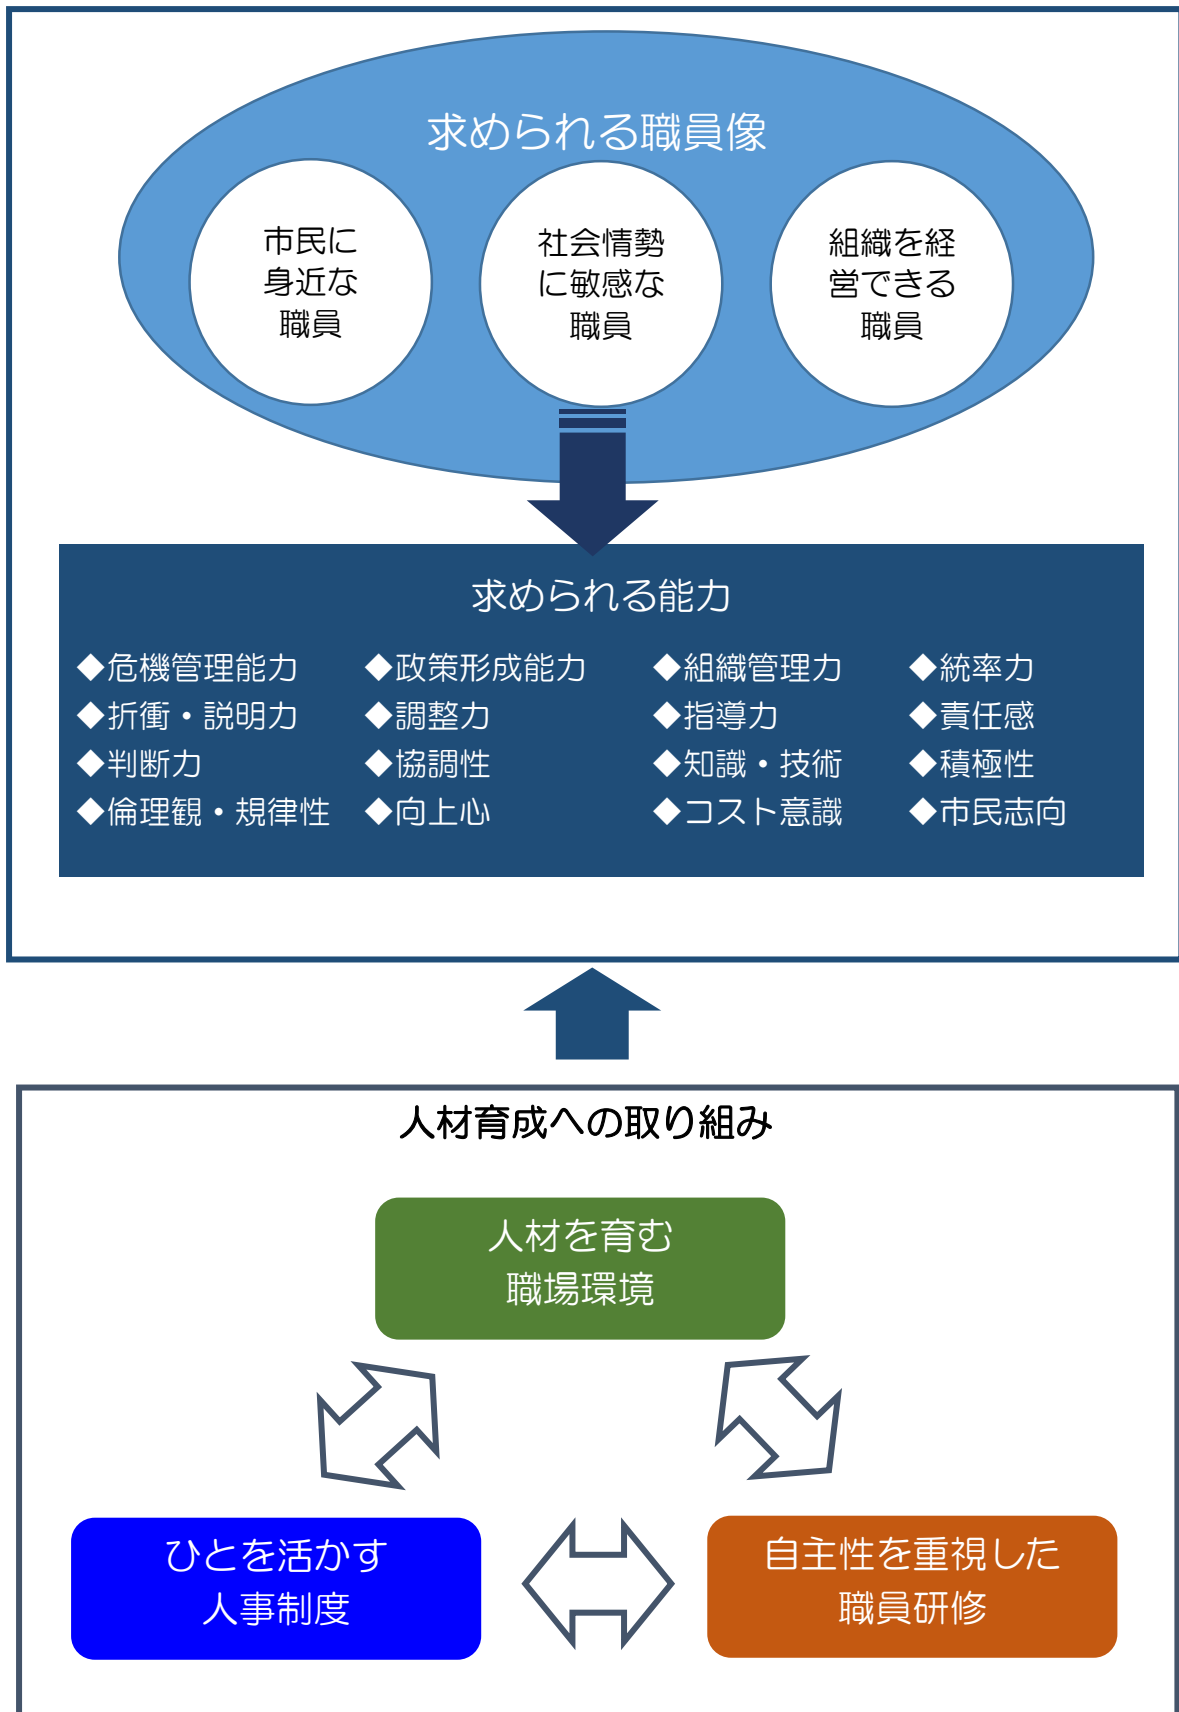 求められる職員像
市民に
身近な
職員
社会情勢
に敏感な
職員
組織を経
営できる
職員
求められる能力
◆危機管理能力 ◆政策形成能力 ◆組織管理力 ◆統率力
◆折衝・説明力 ◆調整力 ◆指導力 ◆責任感
◆判断力 ◆協調性 ◆知識・技術 ◆積極性
◆倫理観・規律性 ◆向上心 ◆コスト意識 ◆市民志向
人材育成への取り組み
人材を育む
職場環境
ひとを活かす
人事制度
自主性を重視した
職員研修